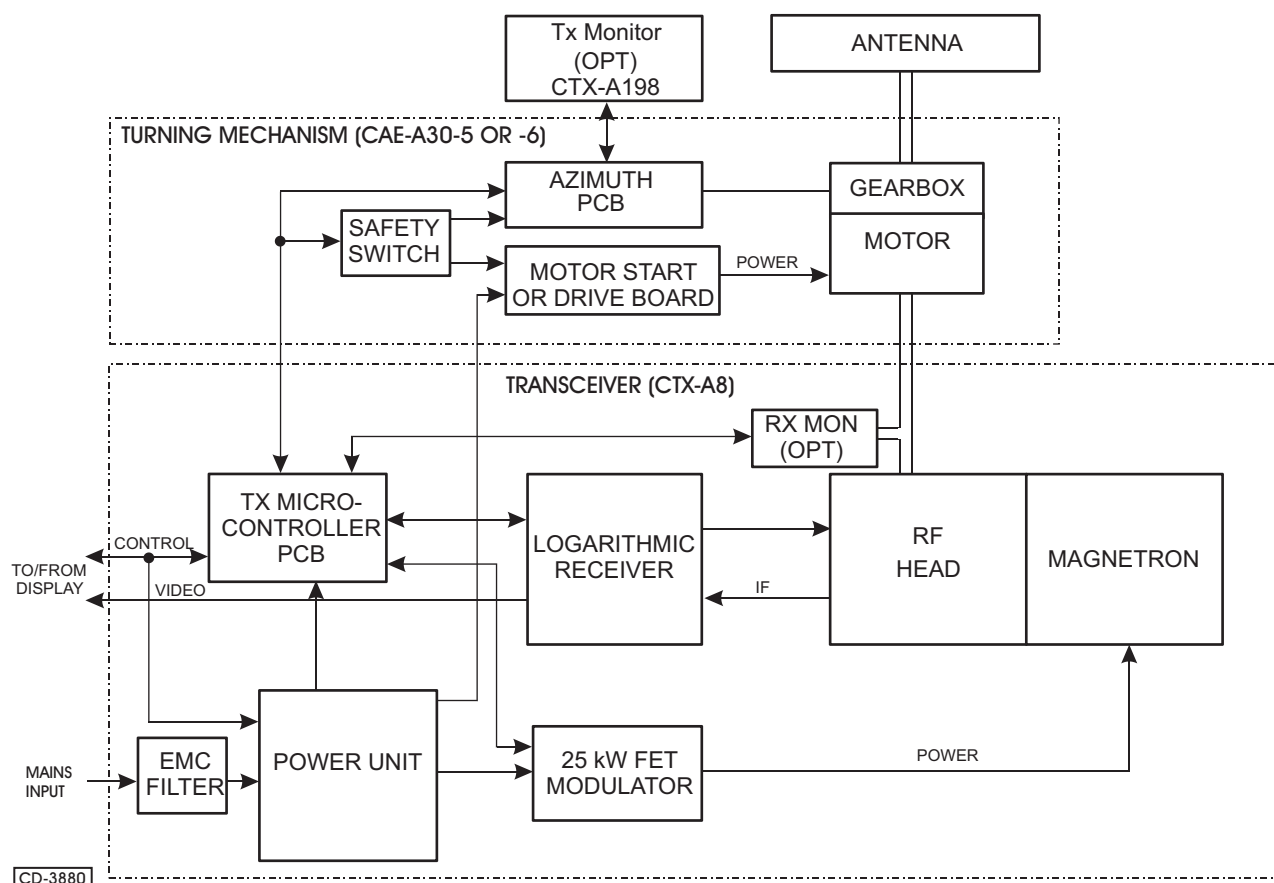 Tx Monitor
(OPT)
CTX-A198
ANTENNA
TURNING MECHANISM (CAE-A30-5 OR -6)
AZIMUTH
PCB
GEARBOX
SAFETY
SWITCH
MOTOR
MOTOR START
OR DRIVE BOARD
POWER
TRANSCEIVER (CTX-A8)
RX MON
(OPT)
TX MICRO-
CONTROLLER
PCB
LOGARITHMIC
RECEIVER
RF
HEAD
MAGNETRON
CONTROL
TO/FROM
DISPLAY
VIDEO
IF
POWER UNIT
EMC
FILTER
25 kW FET
MODULATOR
POWER
MAINS
INPUT
CD-3880